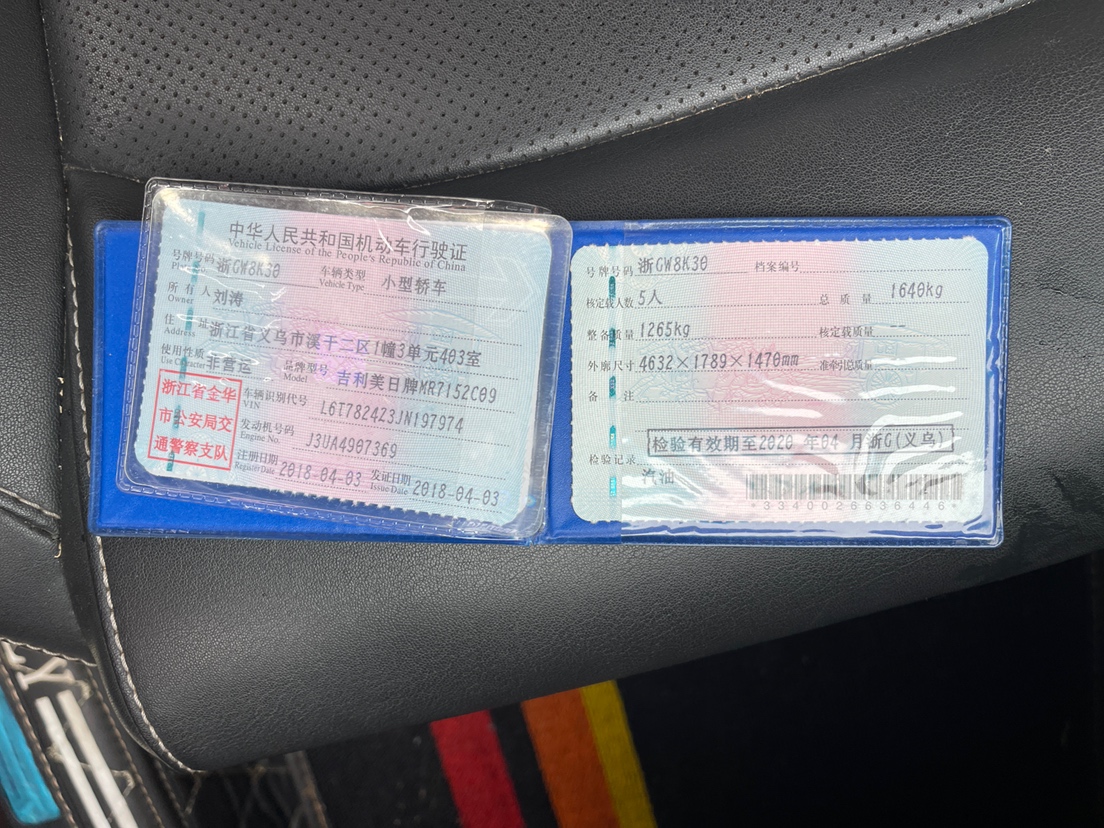 中华人民共和国机动车行驶证
Vehicle License of the People's Republic of China
号牌号码 浙GW8K30 车辆类型 小型轿车
Plate No. Vehicle Type
所有人 刘涛
Owner
住址 浙江省义乌市溪干二区1幢3单元403室
Address
使用性质 非营运 品牌型号 吉利美日牌MR7152C09
Use Character Model
浙江省金华
市公安局交
通警察支队
车辆识别代号 L6T7824Z3JN197974
VIN
发动机号码 J3UA4907369
Engine No.
注册日期 2018-04-03 发证日期 2018-04-03
Register Date Issue Date
号牌号码 浙GW8K30 档案编号
核定载人数 5人 总质量 1640kg
整备质量 1265kg 核定载质量 --
外廓尺寸 4632×1789×1470mm 准牵引总质量
备注
检验有效期至2020年04月浙G(义乌)
检验记录
汽油
*3340026636446*